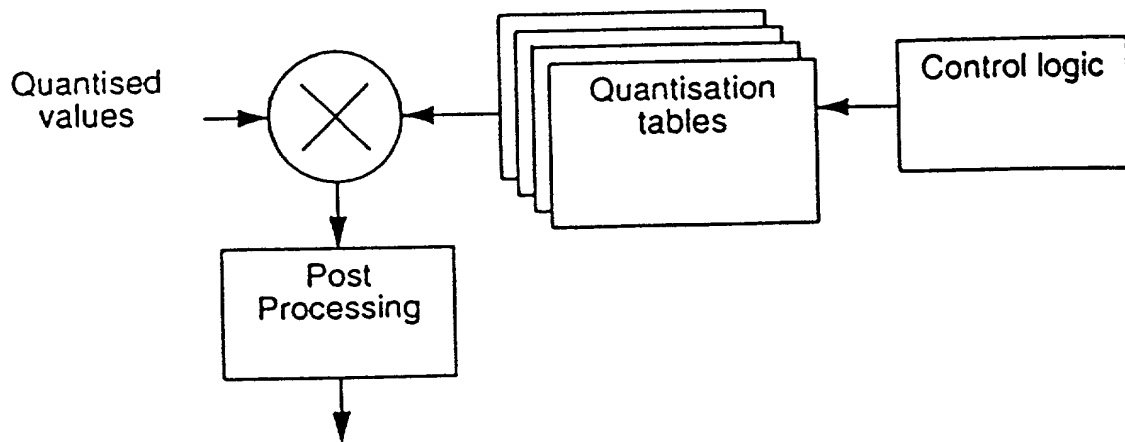 Quantised
values
Quantisation
tables
Control logic
Post
Processing